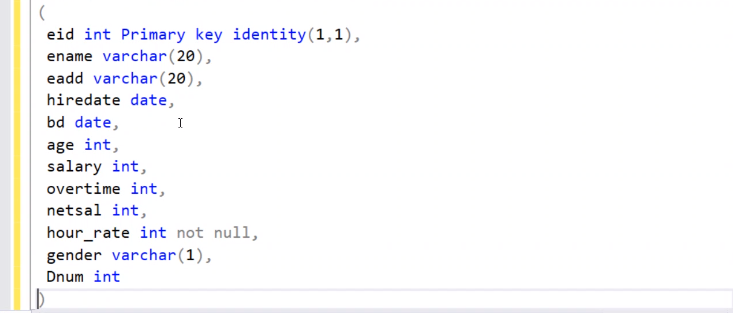 (
eid int Primary key identity(1,1),
ename varchar(20),
eadd varchar(20),
hiredate date,
bd date,
age int,
salary int,
overtime int,
netsal int,
hour_rate int not null,
gender varchar(1),
Dnum int
)